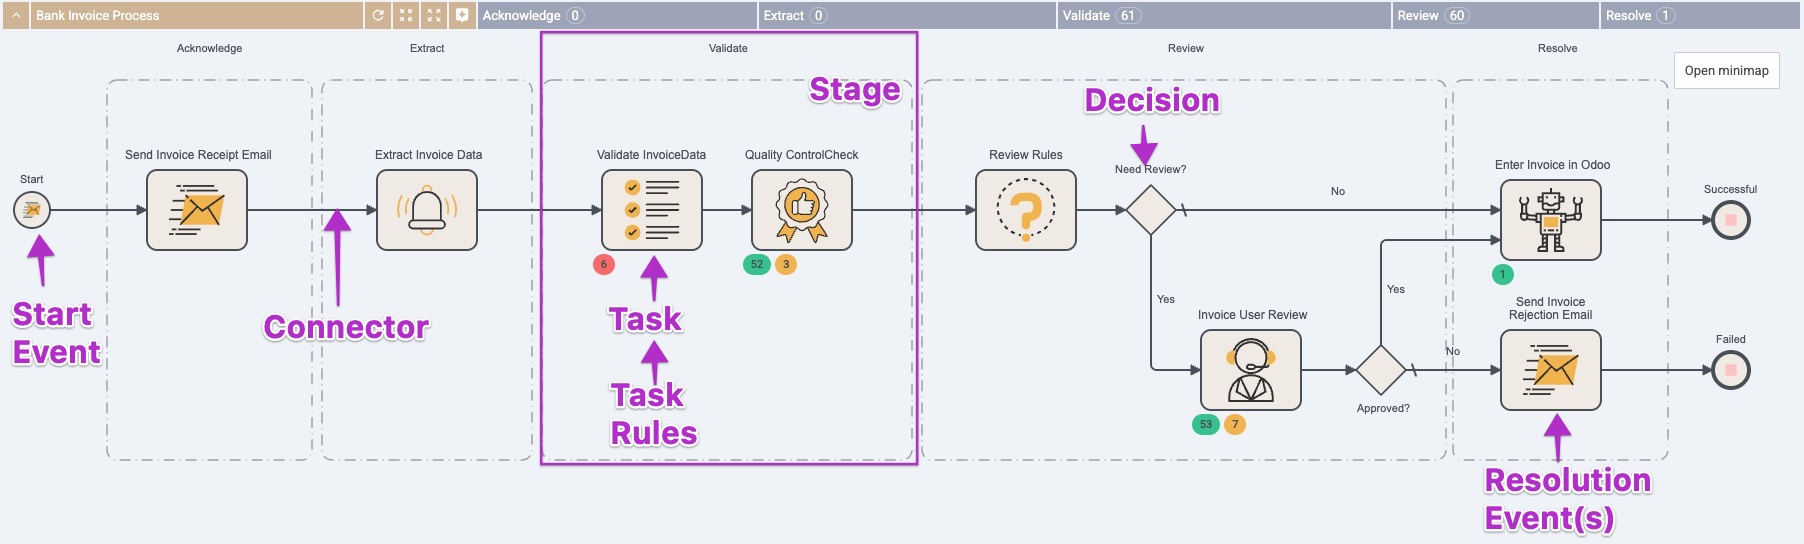 Bank Invoice Process
Acknowledge 0
Extract 0
Validate 61
Review 60
Resolve 1
Acknowledge
Extract
Validate
Review
Resolve
Open minimap
Stage
Decision
Send Invoice Receipt Email
Extract Invoice Data
Validate InvoiceData
Quality ControlCheck
Review Rules
Need Review?
Enter Invoice in Odoo
Start
No
Successful
6
52
3
1
Start
Event
Connector
Task
Yes
Yes
Send Invoice
Rejection Email
Invoice User Review
Failed
No
Task
Rules
Approved?
53
7
Resolution
Event(s)